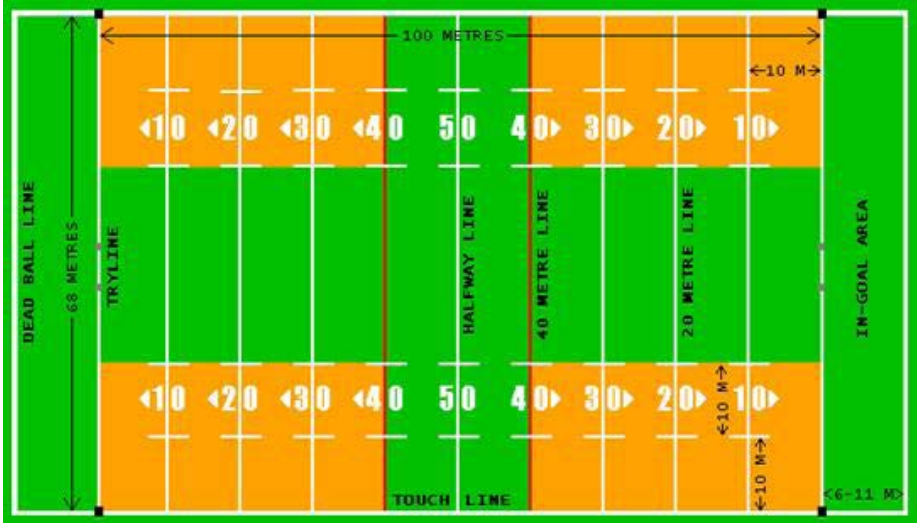 100 METRES
10 M
10 20 30 40 50 40 30 20 10
DEAD BALL LINE
68 METRES
TRYLINE
HALFWAY LINE
40 METRE LINE
20 METRE LINE
IN-GOAL AREA
10 20 30 40 50 40 30 20 10
10 M
10 M
TOUCH LINE
6-11 M